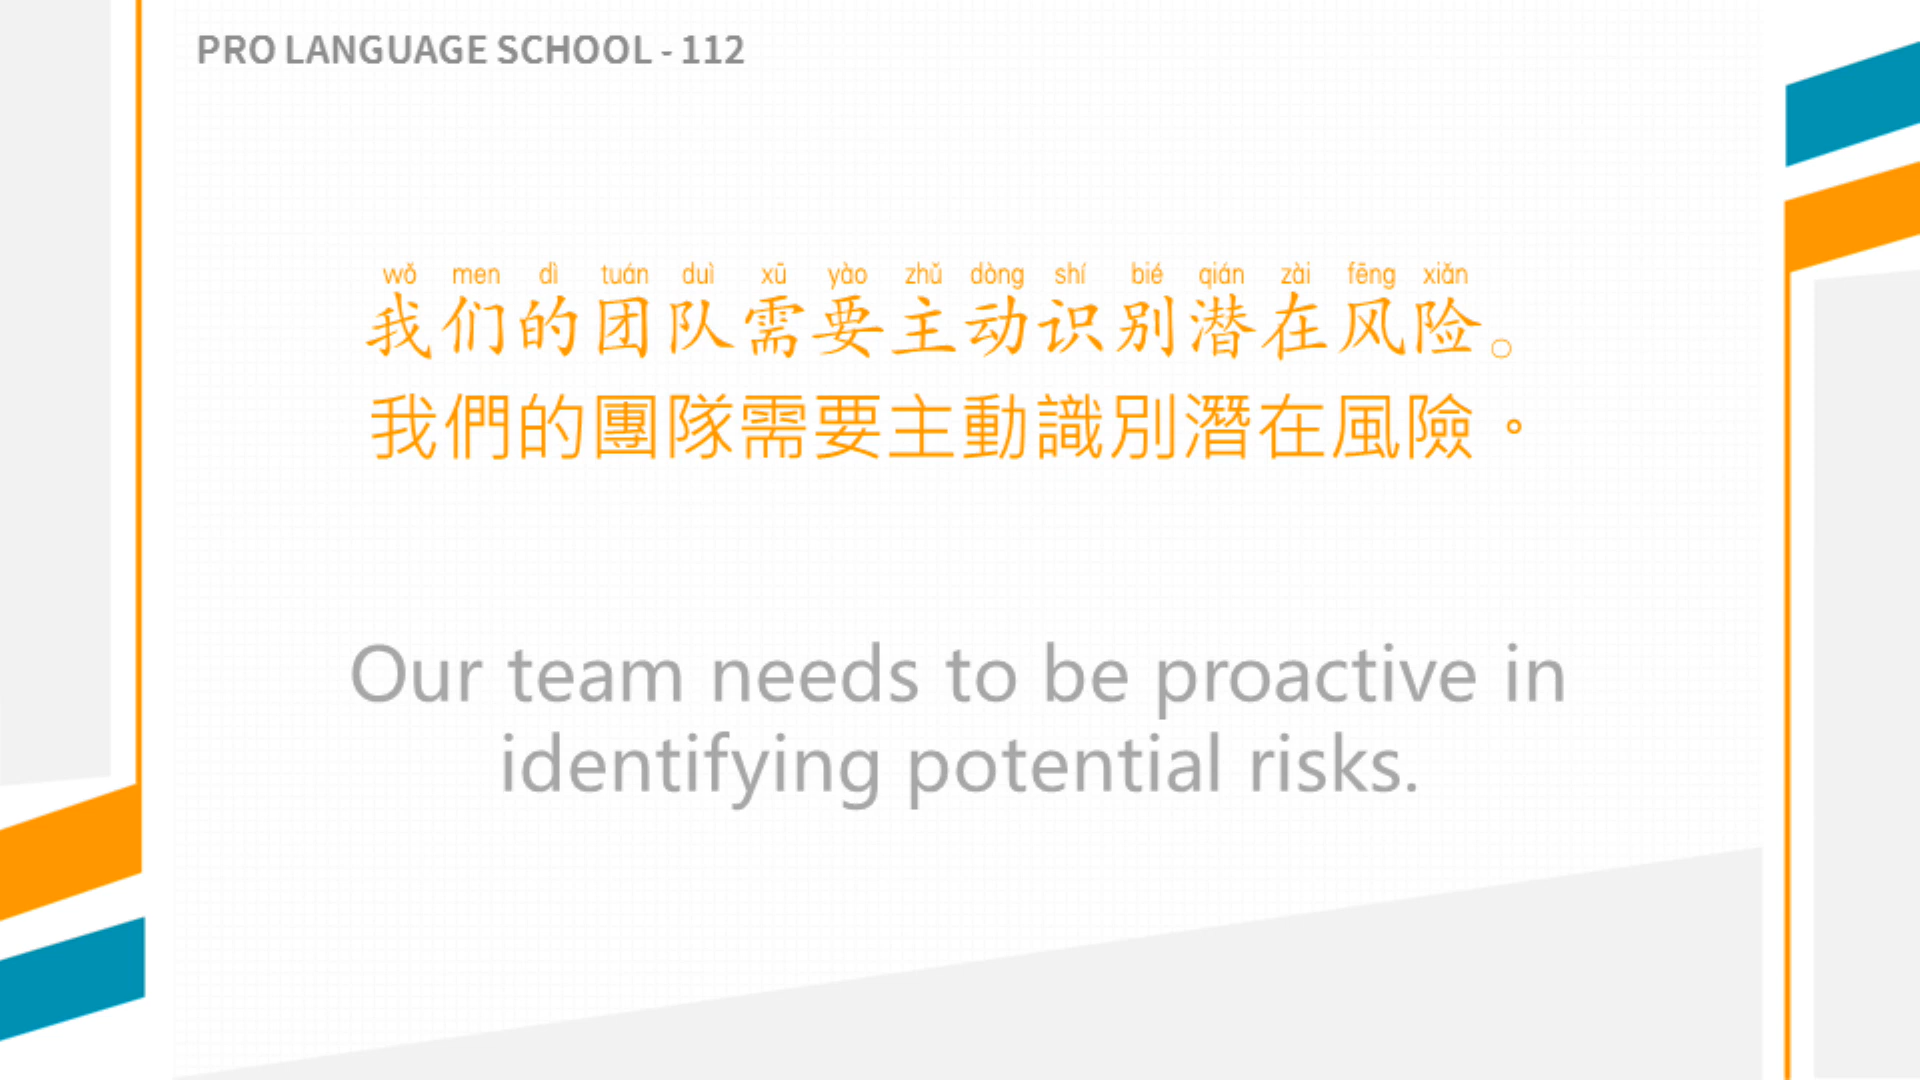 PRO LANGUAGE SCHOOL - 112
wǒ men dì tuán duì xū yào zhǔ dòng shí bié qián zài fēng xiǎn
我们的团队需要主动识别潜在风险。
我們的團隊需要主動識別潛在風險。
Our team needs to be proactive in
identifying potential risks.